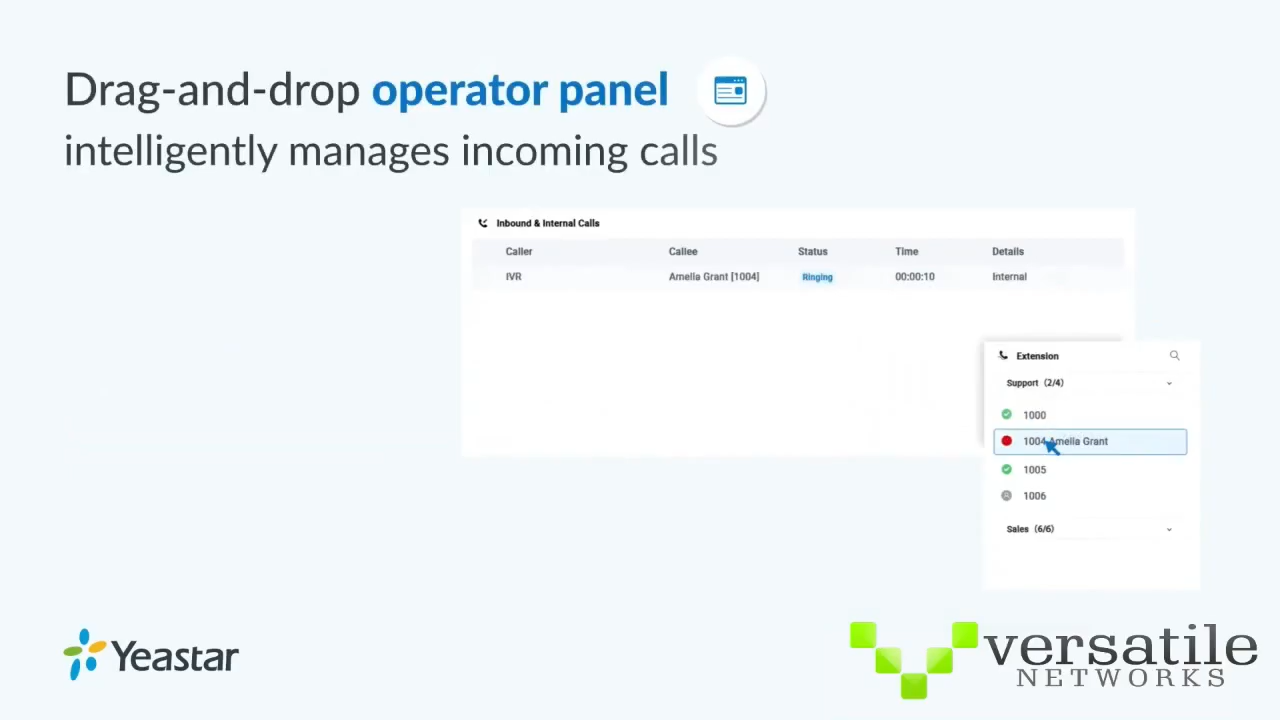 Drag-and-drop operator panel
intelligently manages incoming calls
Inbound & Internal Calls
Caller Callee Status Time Details
IVR Amelia Grant [1004] Ringing 00:00:10 Internal
Extension
Support (2/4)
1000
1004 Amelia Grant
1005
1006
Sales (6/6)
Yeastar
versatile
NETWORKS